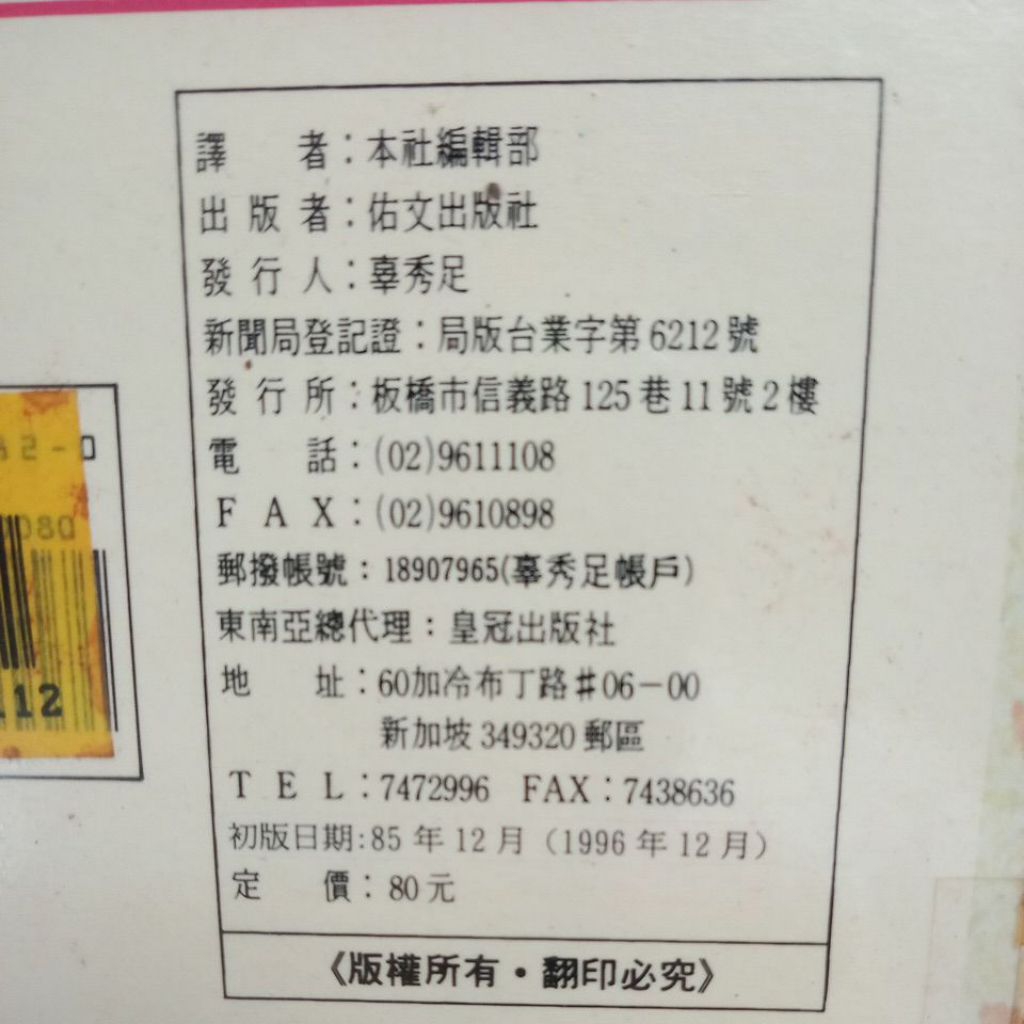 譯者：本社編輯部
出版者：佑文出版社
發行人：辜秀足
新聞局登記證：局版台業字第6212號
發行所：板橋市信義路125巷11號2樓
電話：(02)9611108
FAX：(02)9610898
郵撥帳號：18907965(辜秀足帳戶)
東南亞總代理：皇冠出版社
地址：60加冷布丁路#06-00
新加坡349320郵區
TEL：7472996 FAX：7438636
初版日期:85年12月（1996年12月）
定價：80元
《版權所有・翻印必究》
080
112